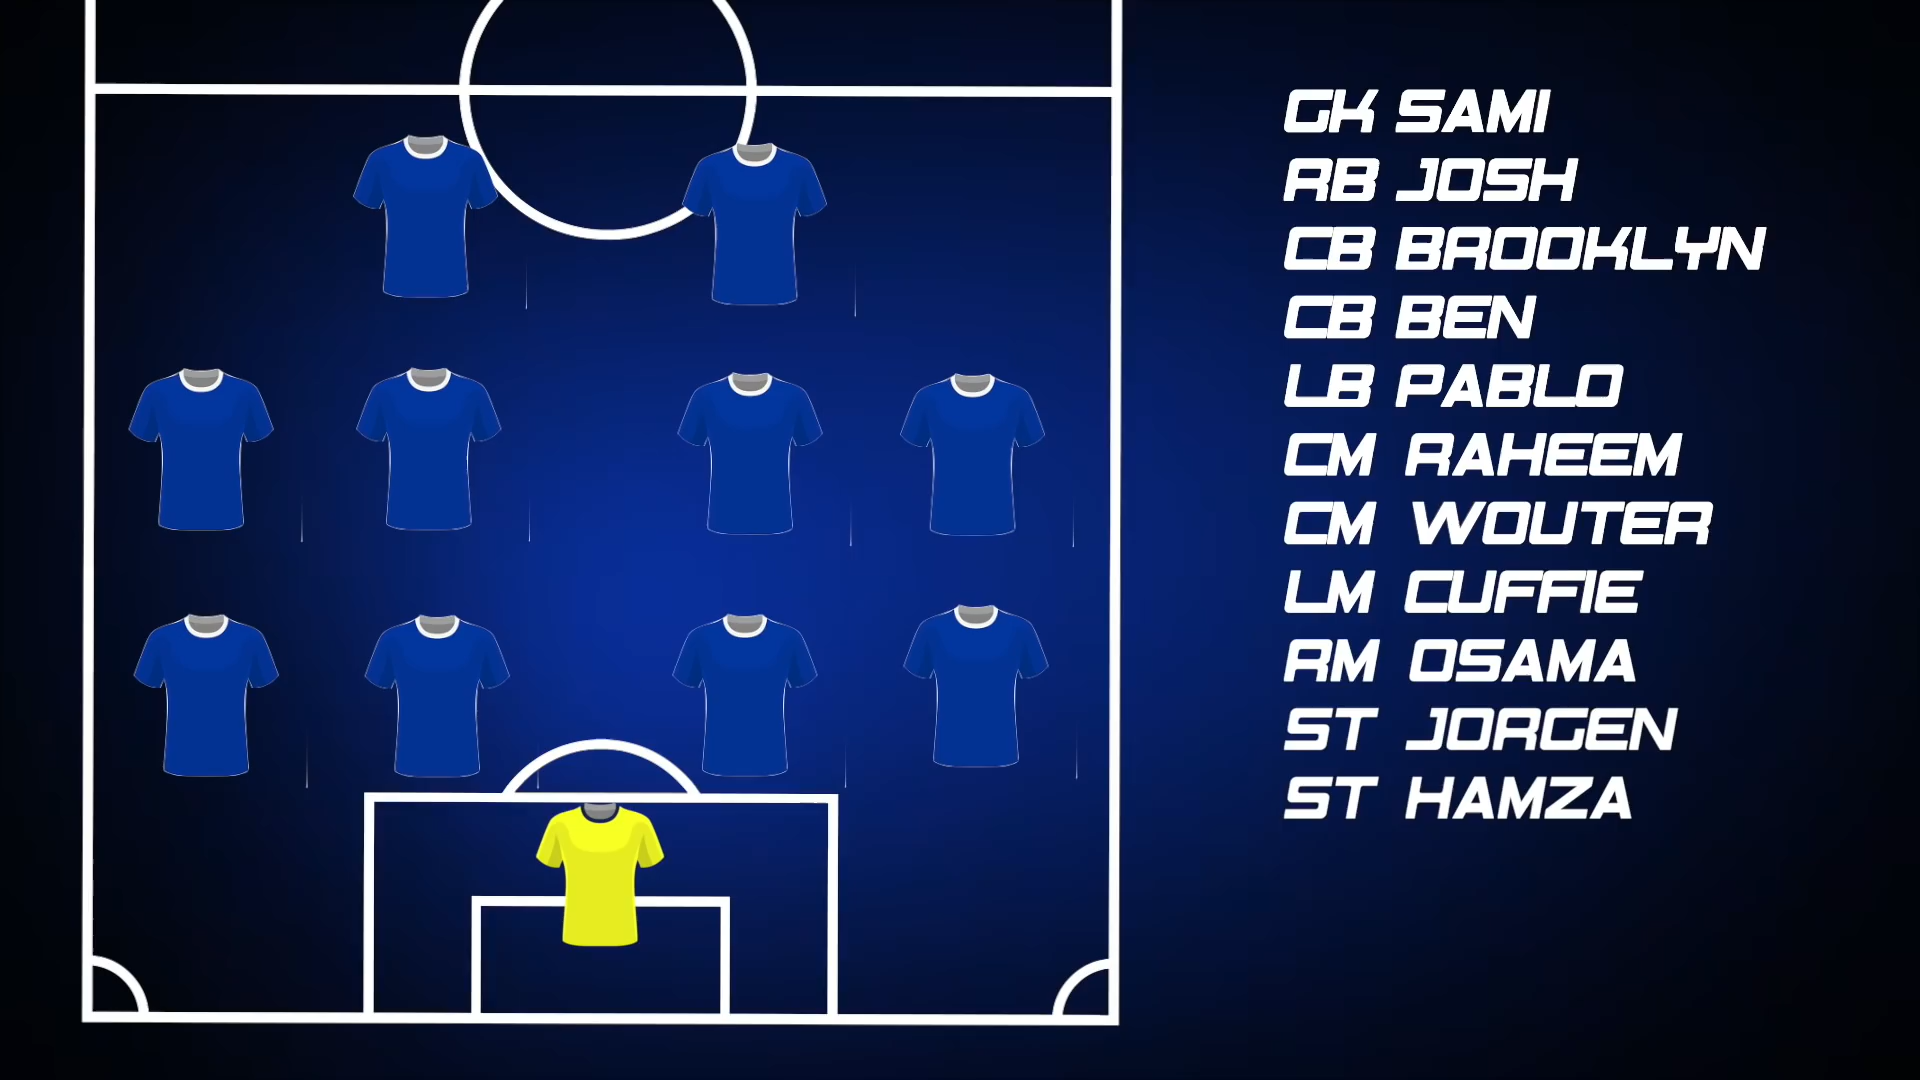 GK SAMI
RB JOSH
CB BROOKLYN
CB BEN
LB PABLO
CM RAHEEM
CM WOUTER
LM CUFFIE
RM OSAMA
ST JORGEN
ST HAMZA